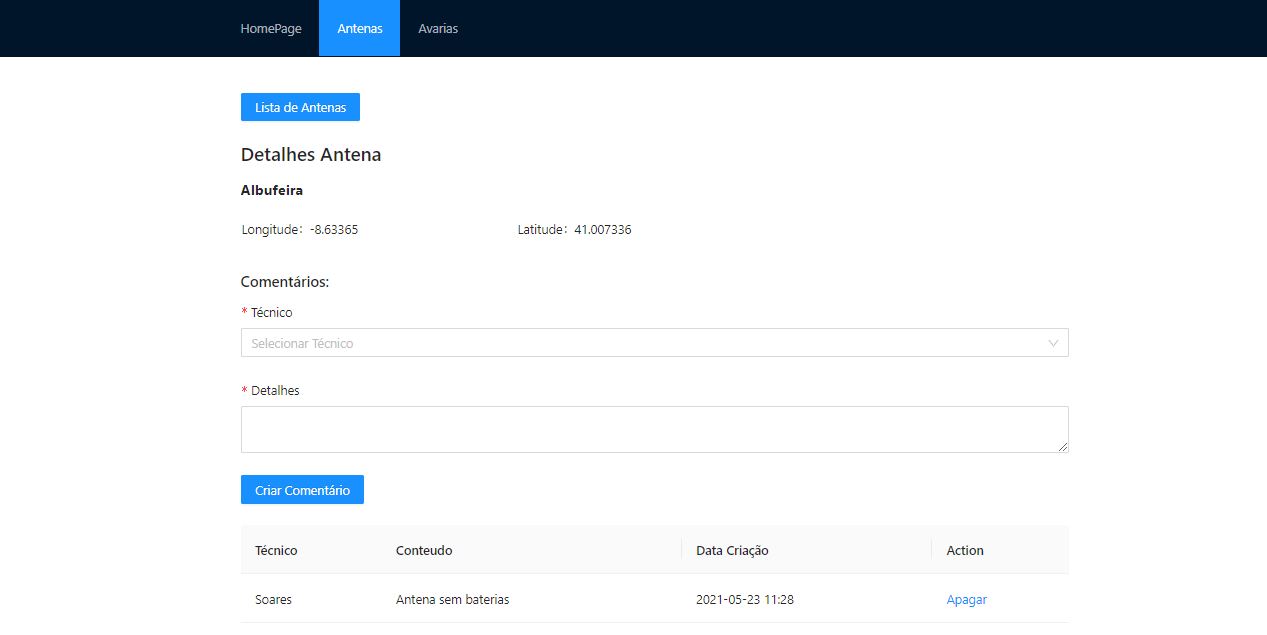 HomePage Antenas Avarias
Lista de Antenas
Detalhes Antena
Albufeira
Longitude: -8.63365 Latitude: 41.007336
Comentários:
* Técnico
Selecionar Técnico
* Detalhes
Criar Comentário
Técnico Conteudo Data Criação Action
Soares Antena sem baterias 2021-05-23 11:28 Apagar